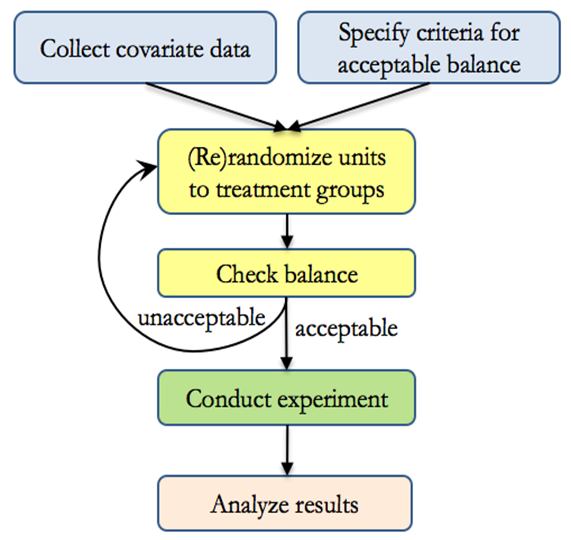 Collect covariate data
Specify criteria for
acceptable balance
(Re)randomize units
to treatment groups
Check balance
unacceptable
acceptable
Conduct experiment
Analyze results